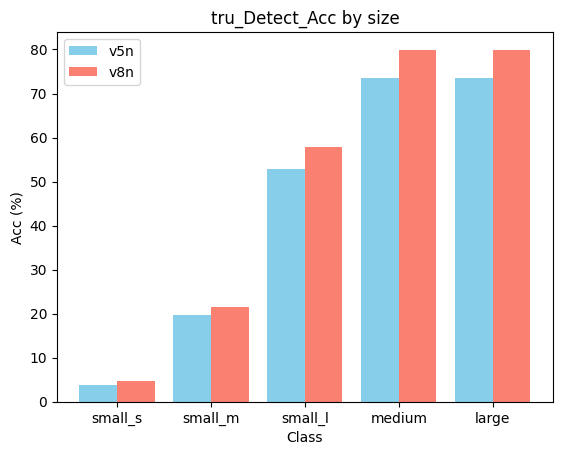 tru_Detect_Acc by size
v5n
v8n
Acc (%)
80
70
60
50
40
30
20
10
0
small_s small_m small_l medium large
Class